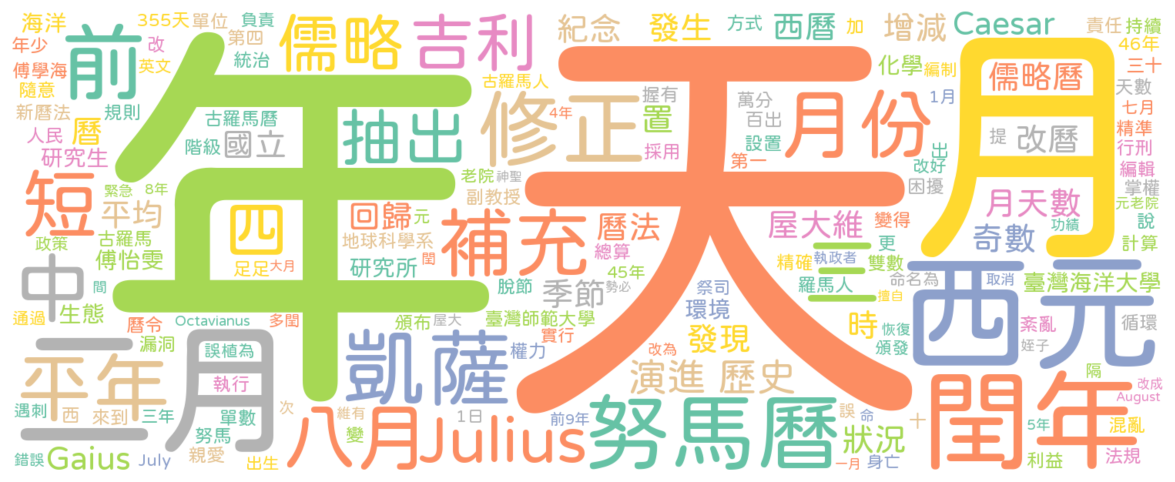 海洋 355天 單位 負責 儒略 吉利 紀念 發生 方式 西曆 加 增減 Caesar 責任 持續
年少 改 第四 前 年 天 月 46年
傅學海 英文 統治 古羅馬人 化學 編制 儒略曆 三十
隨意 握有 萬分 天數
新曆法 規則 古羅馬曆 抽出 修正 4年 置 百出 月份 1月 七月
人民 曆 階級 國立 設置 出 提 改曆 精準
研究生 採用 第一 改好 行刑
短 緊急 8年 老院 神聖 困擾 編輯
平均 四 回歸 元 副教授 補充 曆法 屋大維 變得 月天數 掌權
政策 古羅馬 地球科學系 總算 更 奇數 功績 元老院 說
中 傅怡雯 足足 大月 研究所 閏 45年 精確 執政者 雙數 計算
間 生態 脫節 季節 勢必 祭司 三 羅馬人 命名為 西元 取消 臺灣海洋大學
通過 曆令 Octavianus 多閏 頒布 屋大 臺灣師範大學 環境 擅自 恢復 紊亂 循環
二月 漏洞 誤植為 凱薩 權力 實行 發現 時 頒發 姪子
平年 執行 改為 演進 歷史 隔 改成
遇刺 西 來到 三年 單數 八月 維有 1日 Julius 前9年 努馬曆 誤 命 狀況 十 閏年 August 法規
努馬 次 變 5年 混亂
錯誤 Gaius July 親愛 出生 一月 身亡 利益